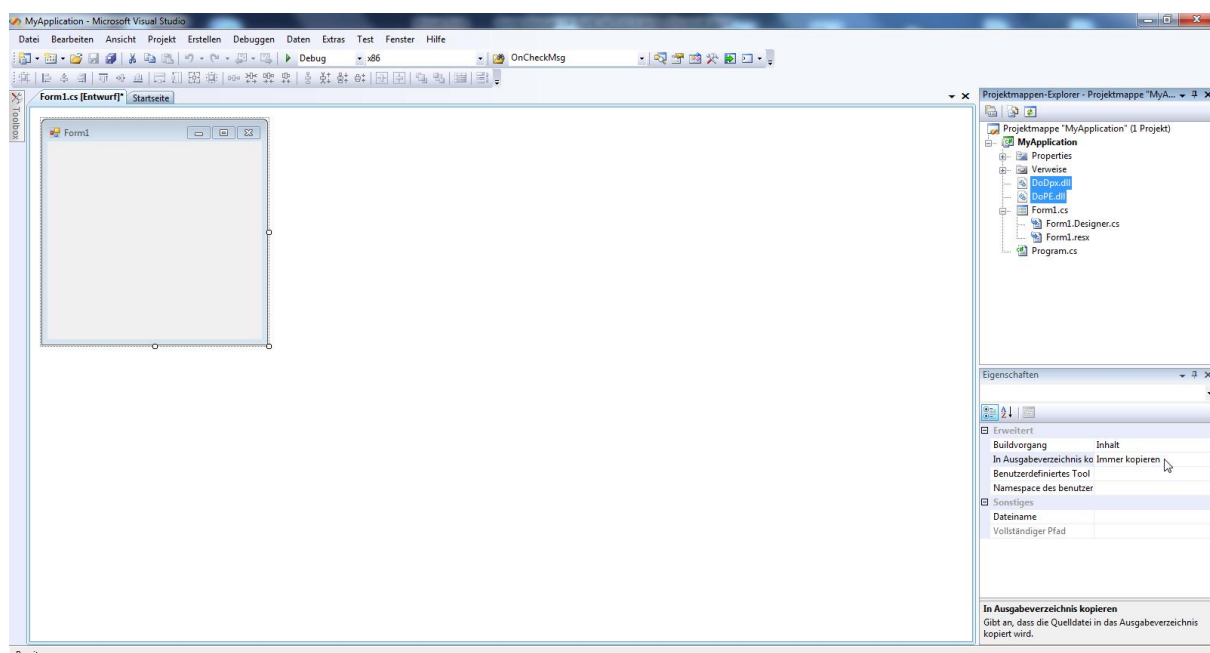 MyApplication - Microsoft Visual Studio
Datei Bearbeiten Ansicht Projekt Erstellen Debuggen Daten Extras Test Fenster Hilfe
Debug x86 OnCheckMsg
Toolbox
Form1.cs [Entwurf]* Startseite
Form1
Projektmappen-Explorer - Projektmappe "MyA...
Projektmappe "MyApplication" (1 Projekt)
MyApplication
Properties
Verweise
DoDpx.dll
DoPE.dll
Form1.cs
Form1.Designer.cs
Form1.resx
Program.cs
Eigenschaften
Erweitert
Buildvorgang Inhalt
In Ausgabeverzeichnis ko Immer kopieren
Benutzerdefiniertes Tool
Namespace des benutzer
Sonstiges
Dateiname
Vollständiger Pfad
In Ausgabeverzeichnis kopieren
Gibt an, dass die Quelldatei in das Ausgabeverzeichnis
kopiert wird.